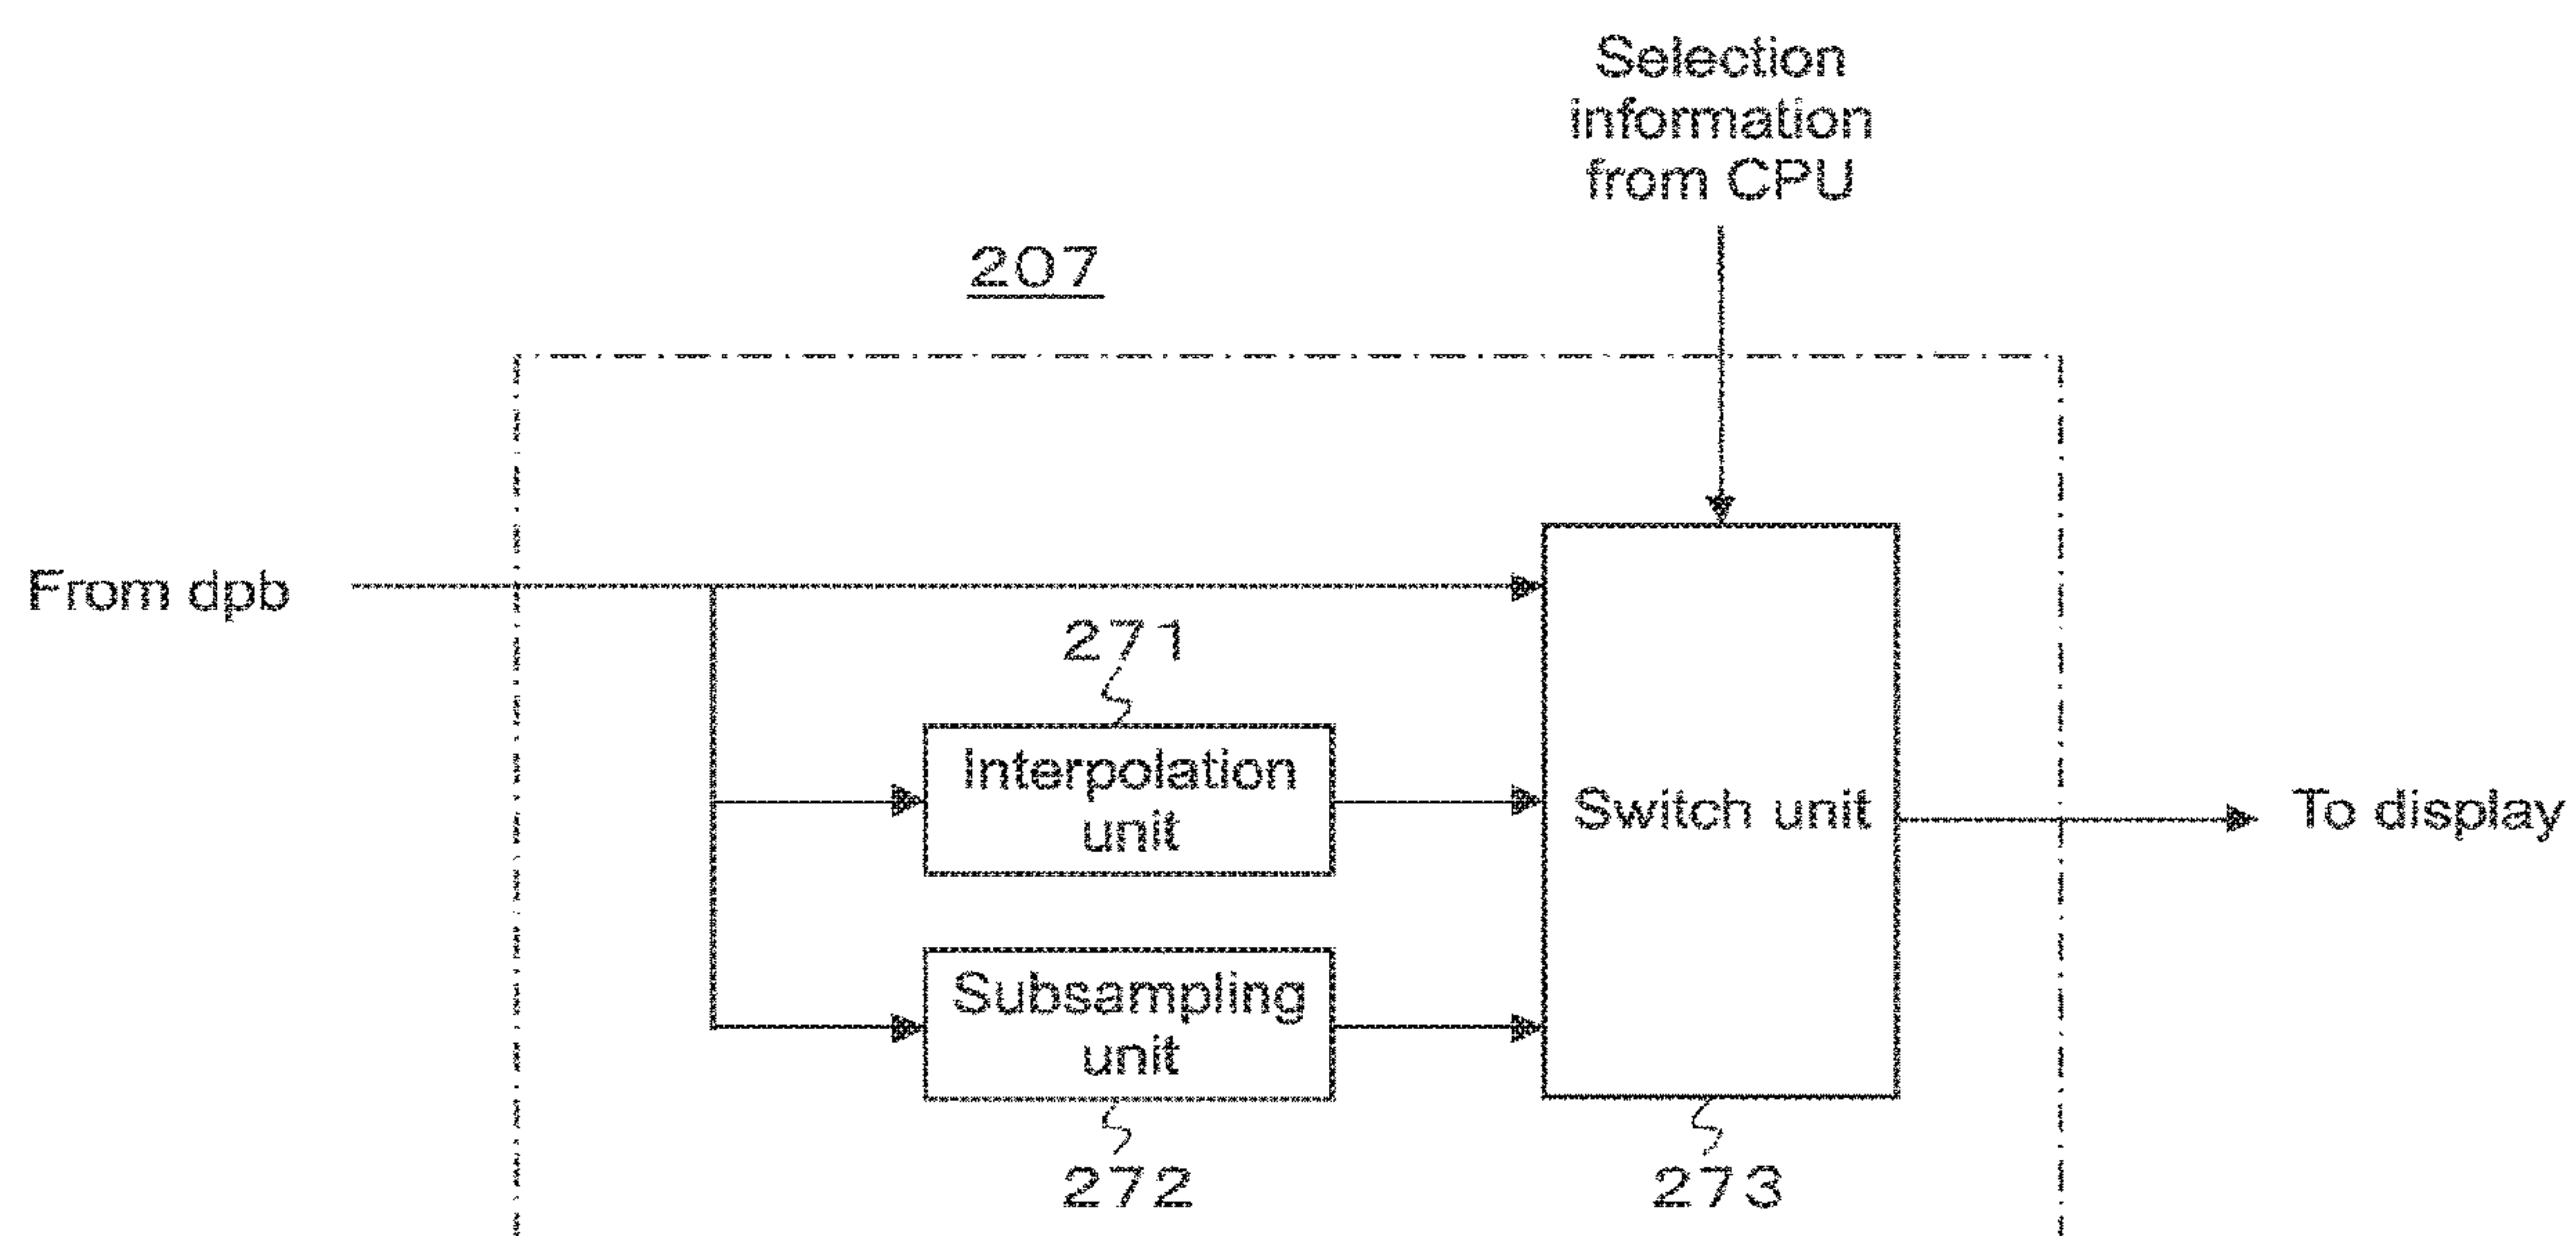 Selection
information
from CPU
207
From dpb
271
Interpolation
unit
Switch unit
To display
Subsampling
unit
272
273